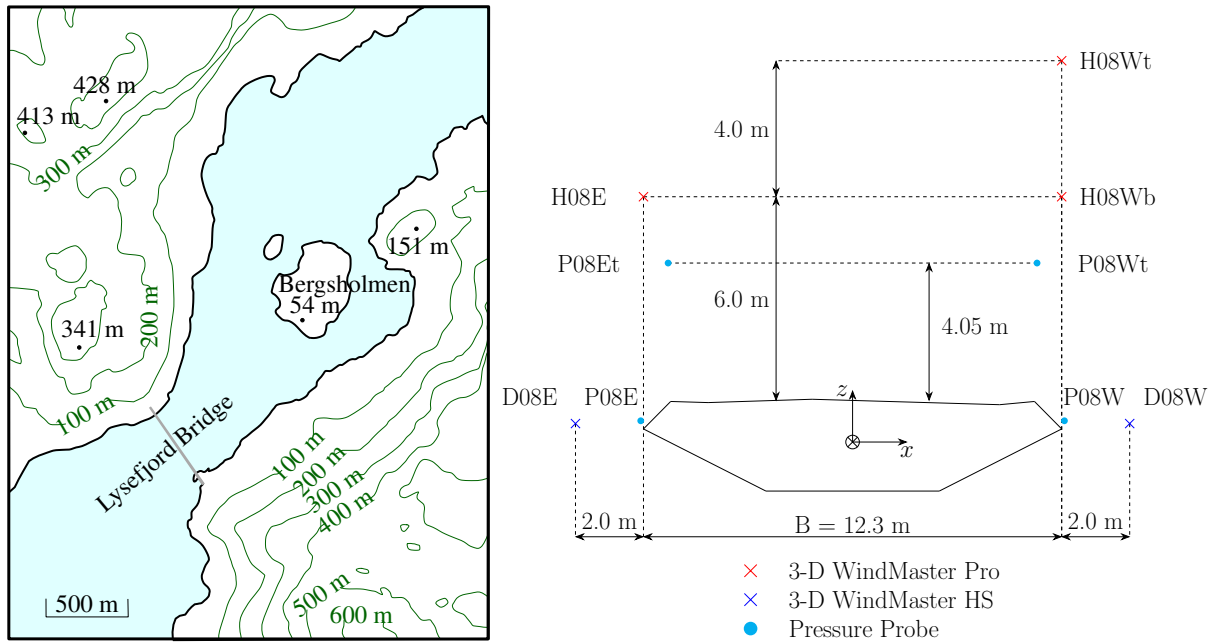 428 m
413 m
300 m
151 m
Bergsholmen
54 m
200 m
341 m
100 m
Lysefjord Bridge
100 m
200 m
300 m
400 m
500 m
600 m
500 m
H08Wt
4.0 m
H08E
H08Wb
P08Et
P08Wt
6.0 m
4.05 m
D08E
P08E
z
P08W
D08W
x
2.0 m
B = 12.3 m
2.0 m
3-D WindMaster Pro
3-D WindMaster HS
Pressure Probe